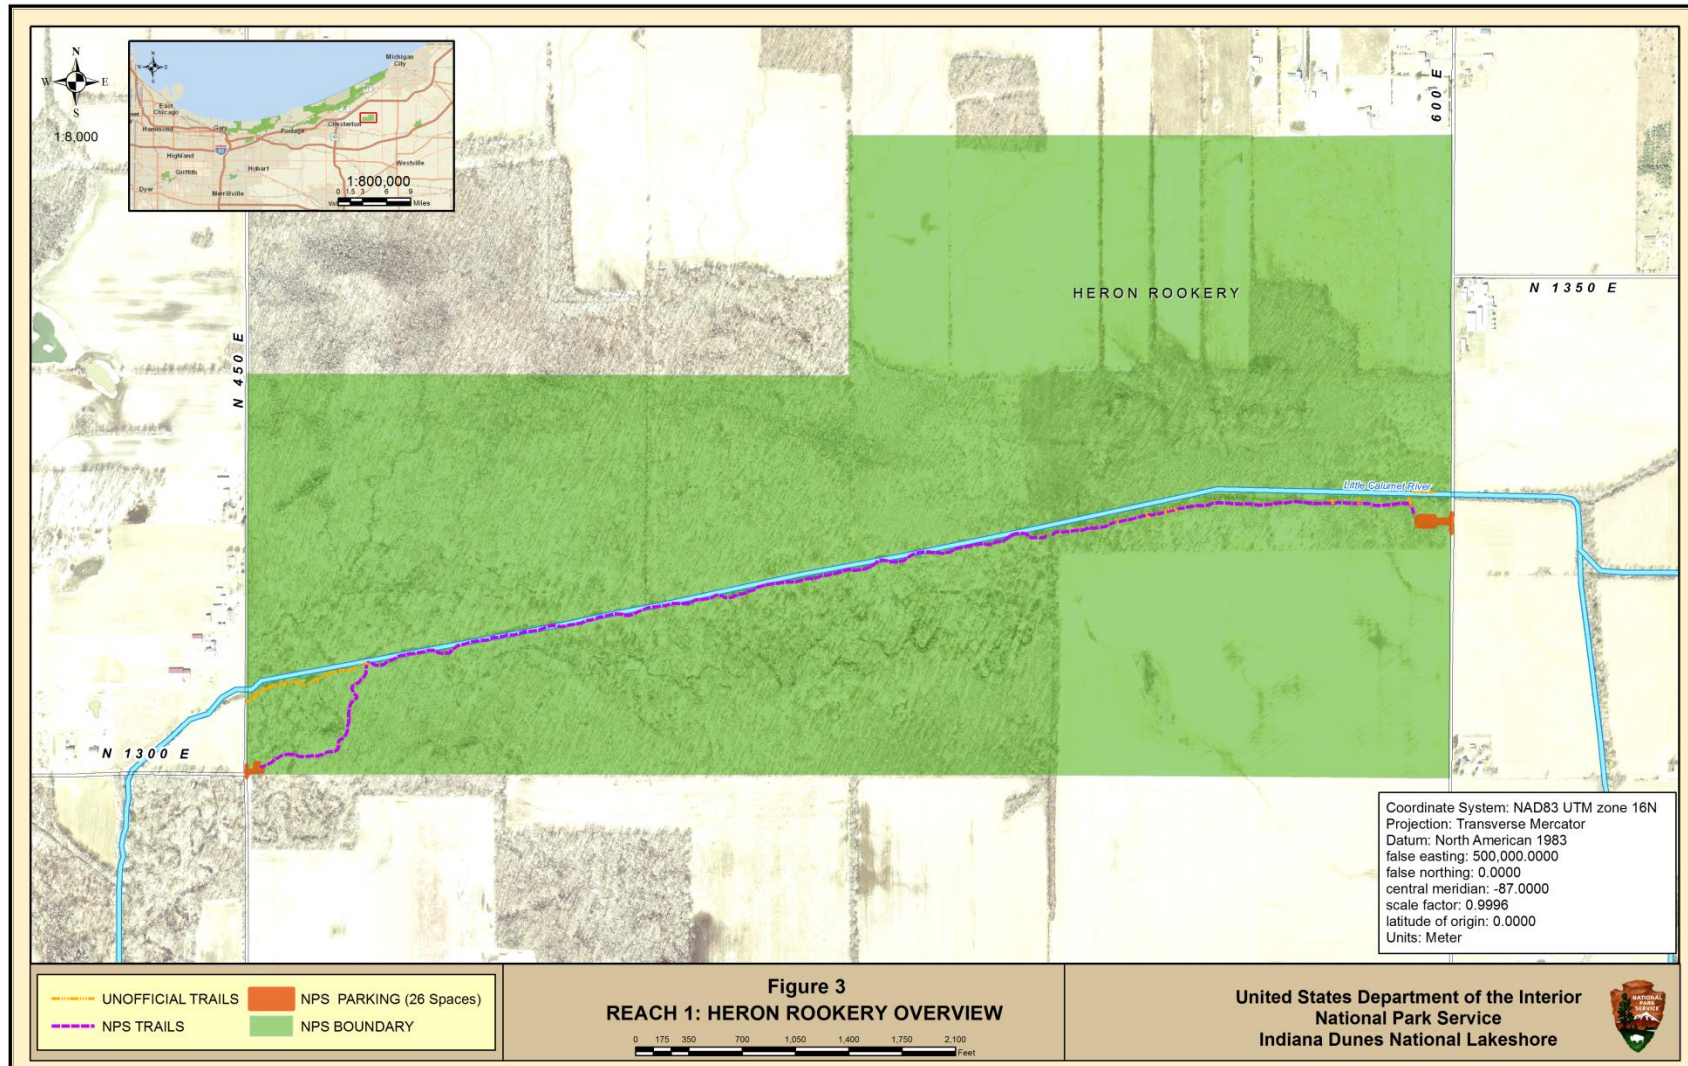 N
W
E
S
1:8,000
N
Michigan
City
East
Chicago
Hammond
Gary
Portage
Chesterton
Highland
Griffith
Hobart
Westville
Dyer
Merrillville
1:800,000
0 1.5 3 6 9
Miles
600 E
HERON ROOKERY
N 1350 E
N 450 E
Little Calumet River
N 1300 E
Coordinate System: NAD83 UTM zone 16N
Projection: Transverse Mercator
Datum: North American 1983
false easting: 500,000.0000
false northing: 0.0000
central meridian: -87.0000
scale factor: 0.9996
latitude of origin: 0.0000
Units: Meter
UNOFFICIAL TRAILS
NPS PARKING (26 Spaces)
NPS TRAILS
NPS BOUNDARY
Figure 3
REACH 1: HERON ROOKERY OVERVIEW
0 175 350 700 1,050 1,400 1,750 2,100
Feet
United States Department of the Interior
National Park Service
Indiana Dunes National Lakeshore
NATIONAL
PARK
SERVICE